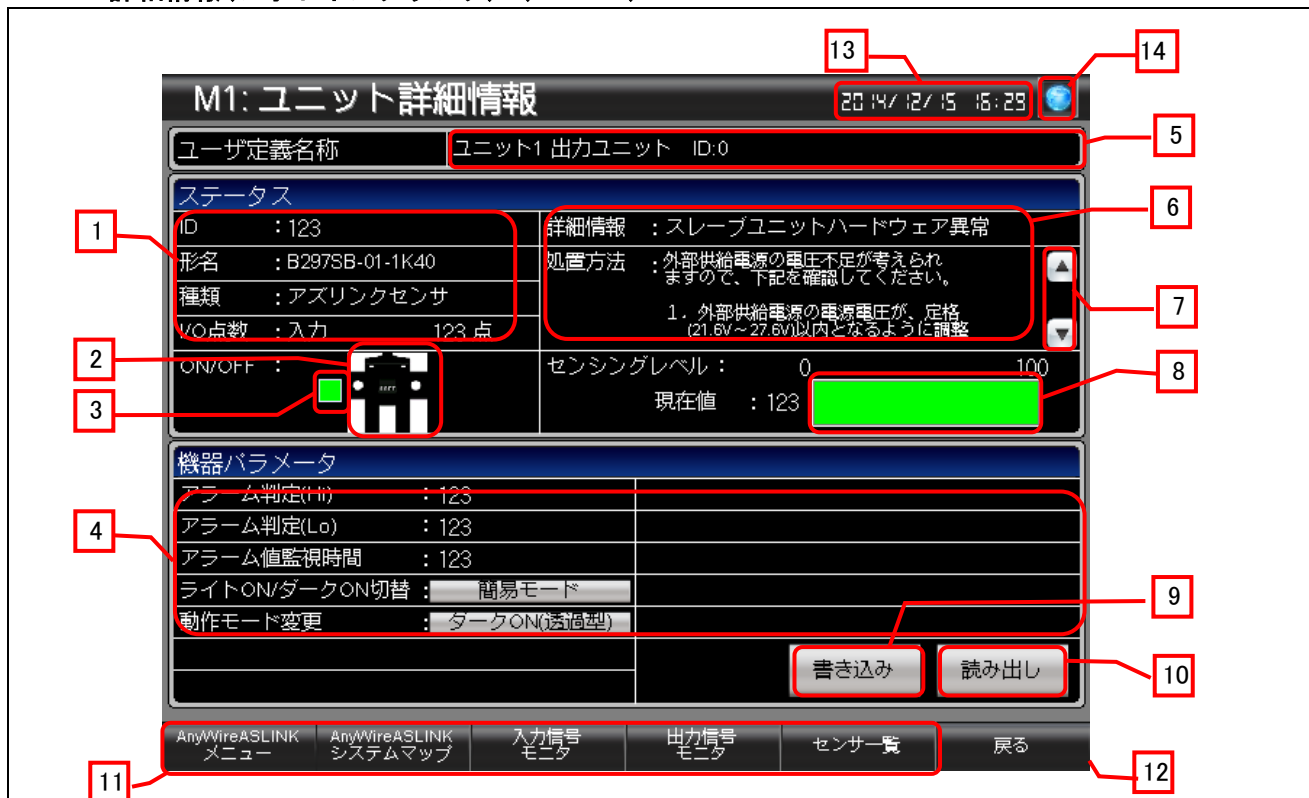 13
14
M1: ユニット詳細情報
2014/12/15 16:29
ユーザ定義名称
ユニット1 出力ユニット ID:0
5
ステータス
6
1
ID :123
詳細情報 :スレーブユニットハードウェア異常
形名 :B297SB-01-1K40
処置方法 :外部供給電源の電圧不足が考えられ
ますので、下記を確認してください。
種類 :アズリンクセンサ
1. 外部供給電源の電源電圧が、定格
(21.6V~27.6V)以内となるように調整
I/O点数 :入力 123 点
7
2
ON/OFF :
センシングレベル: 0 100
8
3
現在値 :123
機器パラメータ
アラーム判定(Hi) :123
4
アラーム判定(Lo) :123
アラーム値監視時間 :123
ライトON/ダークON切替 : 簡易モード
9
動作モード変更 : ダークON(透過型)
書き込み
読み出し
10
AnyWireASLINK
メニュー
AnyWireASLINK
システムマップ
入力信号
モニタ
出力信号
モニタ
センサ一覧
戻る
11
12